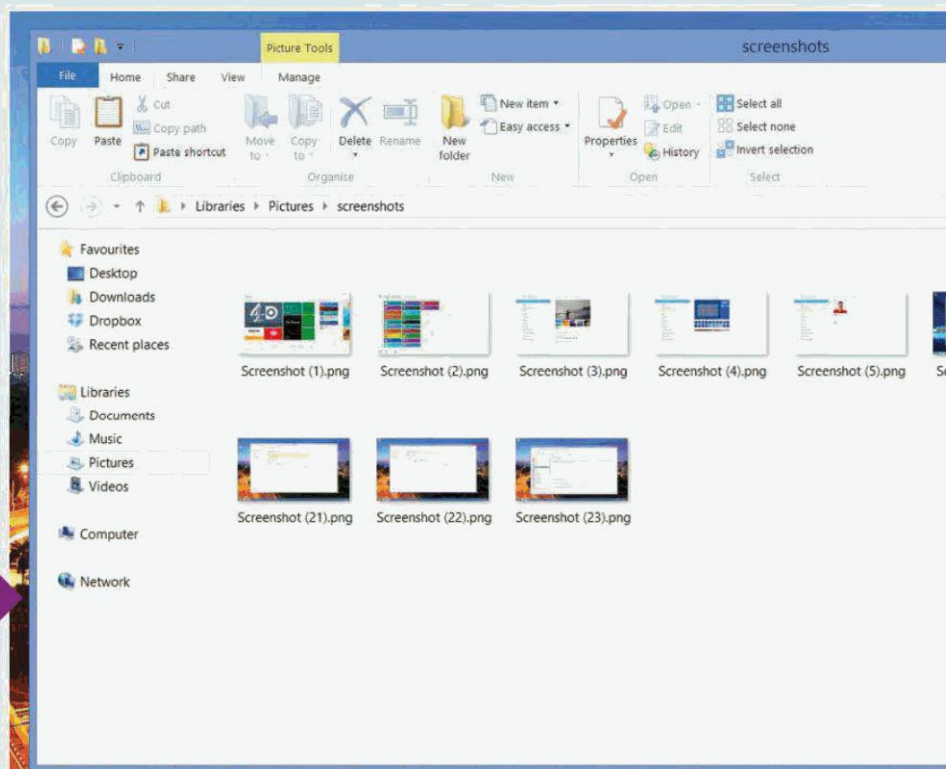 Picture Tools
screenshots
File Home Share View Manage
Copy
Paste
Cut
Copy path
Paste shortcut
Move to
Copy to
Delete
Rename
New folder
New item
Easy access
Properties
Open
Edit
History
Select all
Select none
Invert selection
Clipboard
Organise
New
Open
Select
Libraries Pictures screenshots
Favourites
Desktop
Downloads
Dropbox
Recent places
Libraries
Documents
Music
Pictures
Videos
Computer
Network
Screenshot (1).png
Screenshot (2).png
Screenshot (3).png
Screenshot (4).png
Screenshot (5).png
Sc
Screenshot (21).png
Screenshot (22).png
Screenshot (23).png